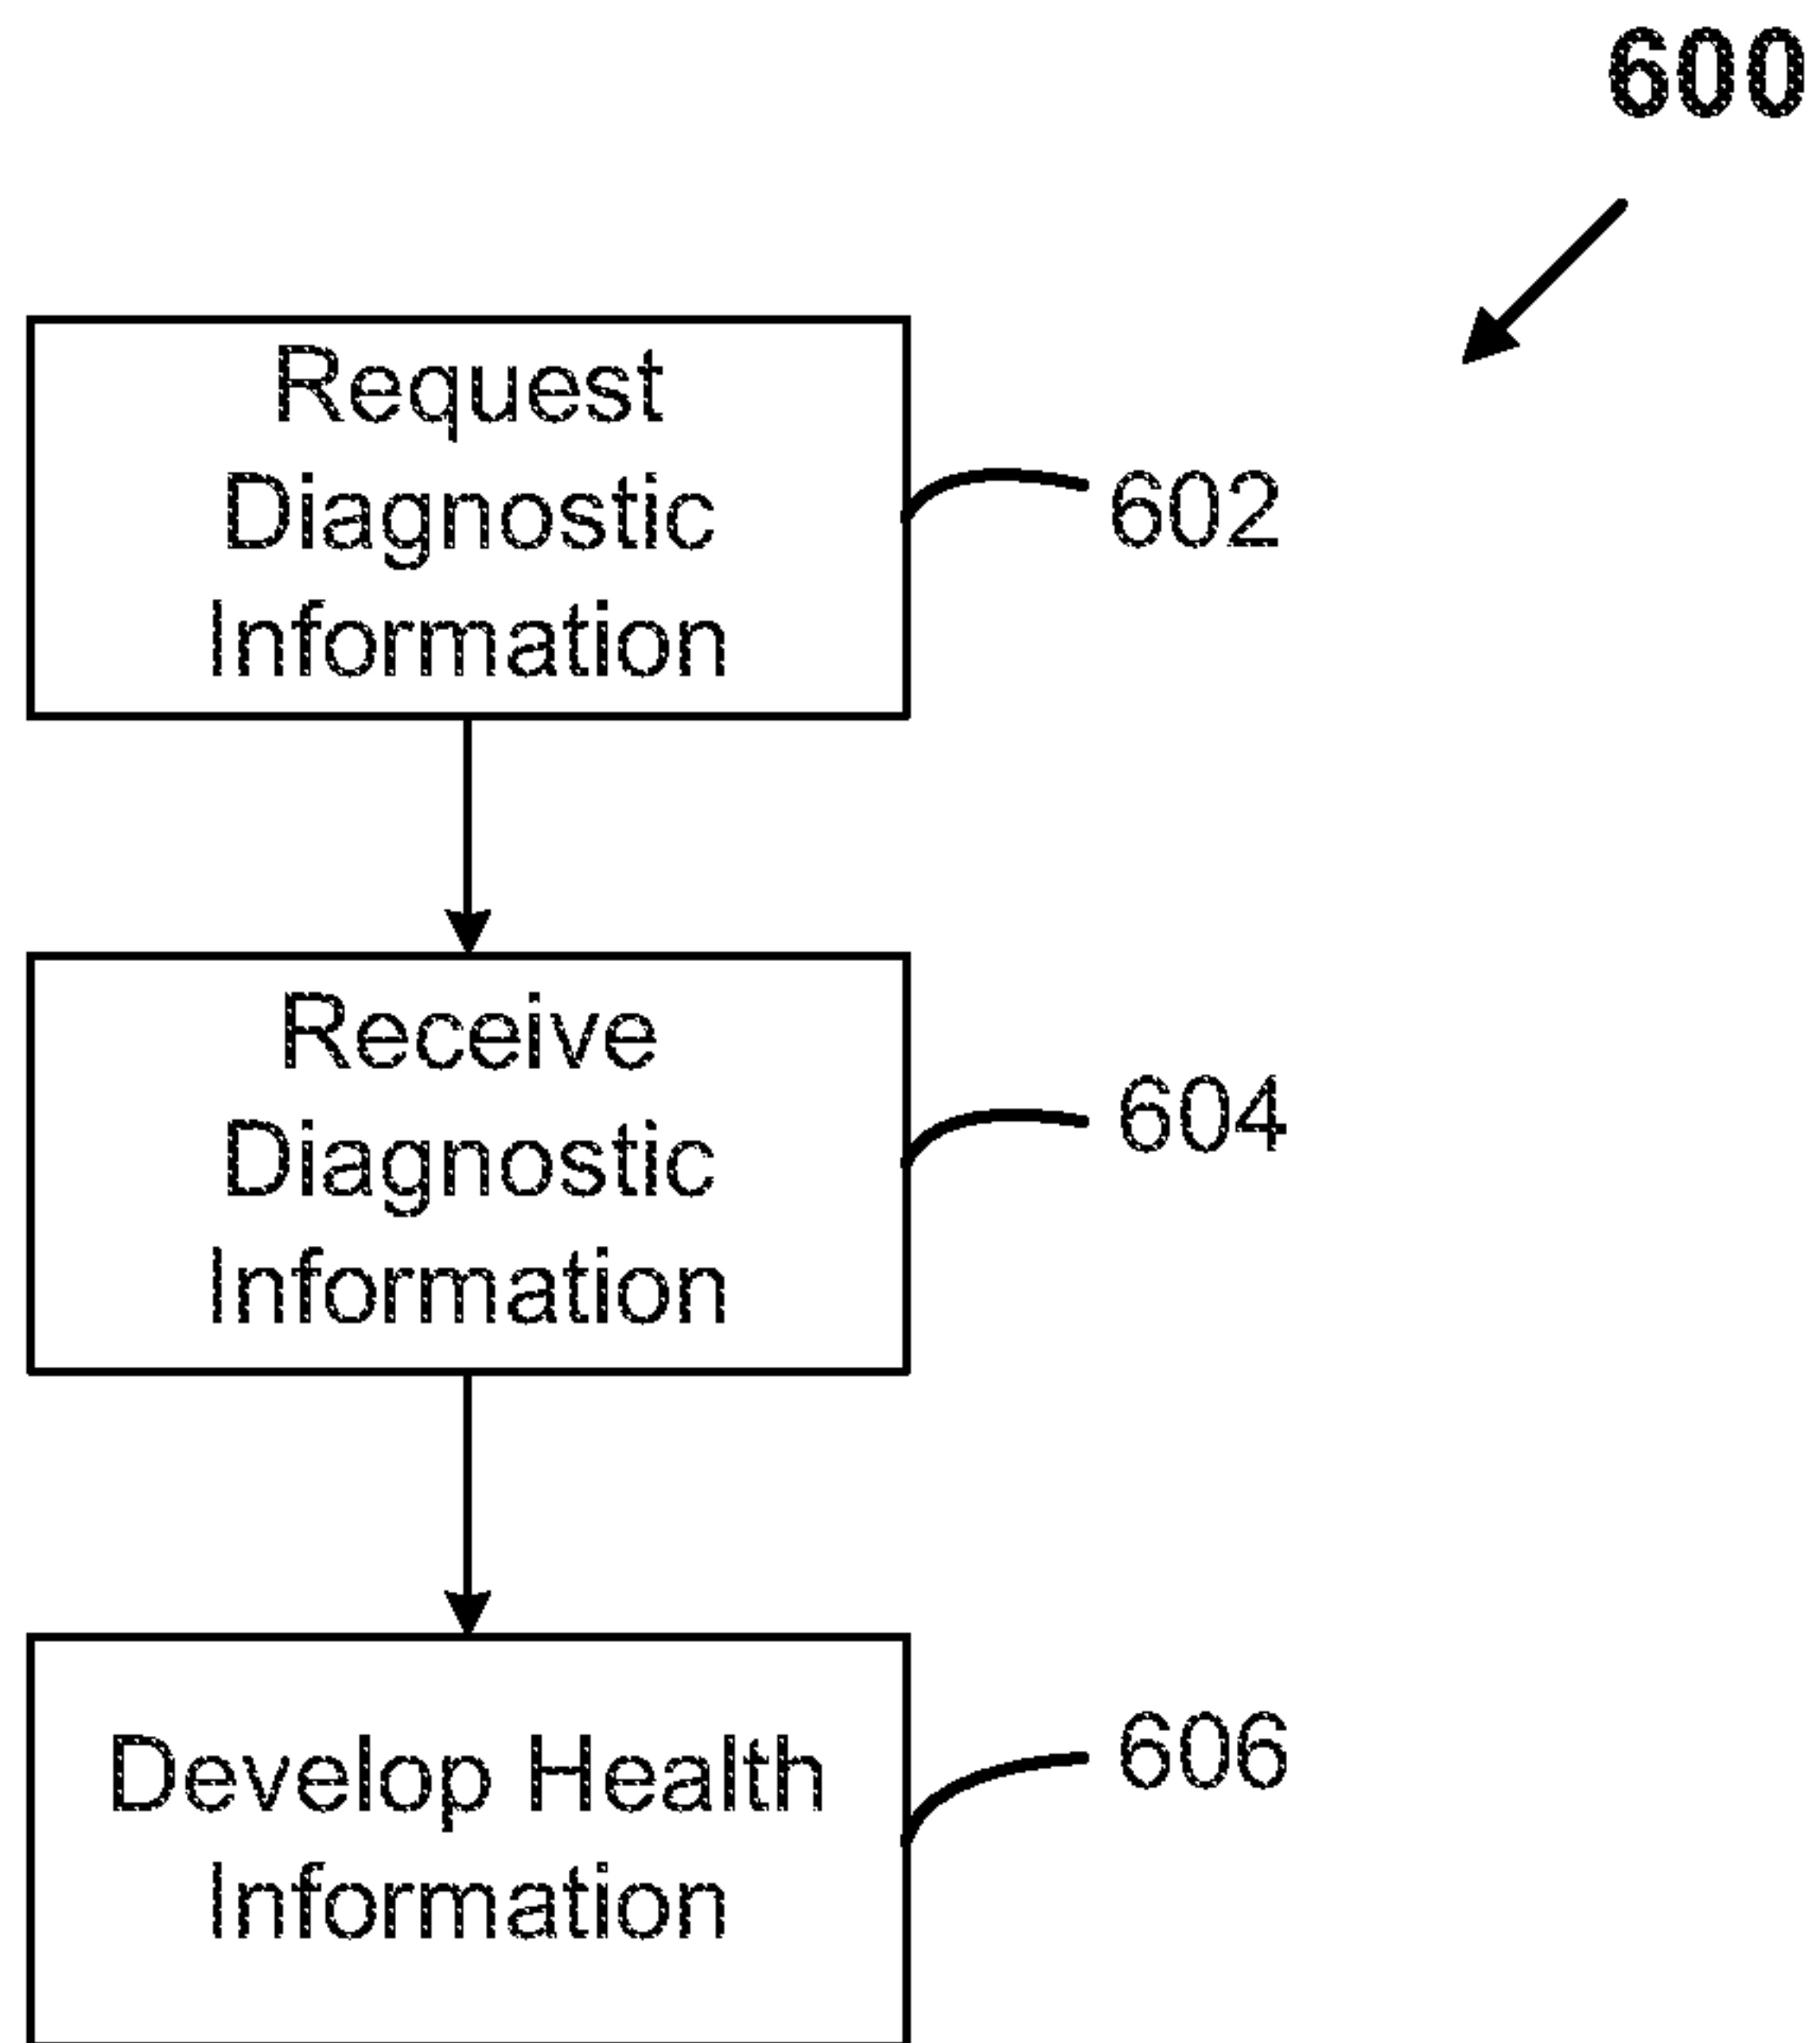 600
Request
Diagnostic
Information
602
Receive
Diagnostic
Information
604
Develop Health
Information
606